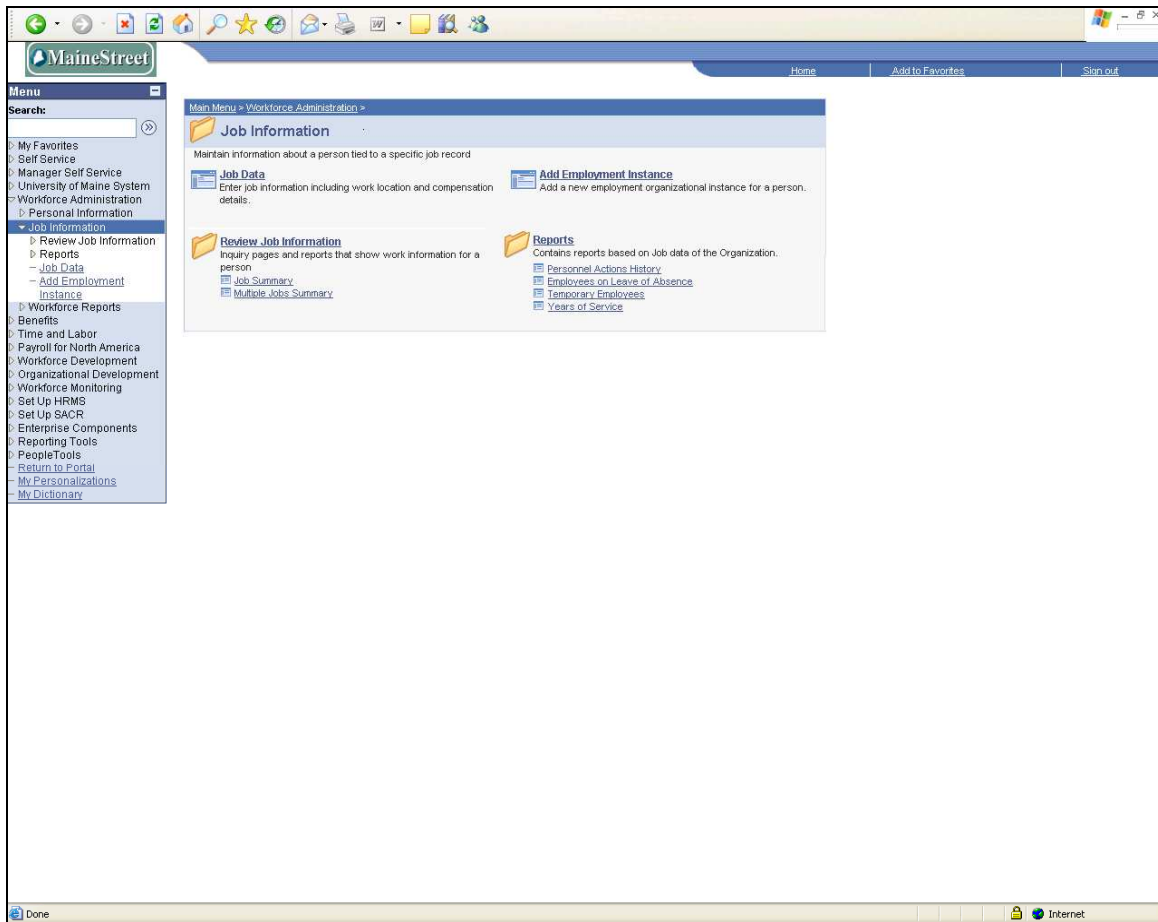 MaineStreet
Home
Add to Favorites
Sign out
Menu
Search:
My Favorites
Self Service
Manager Self Service
University of Maine System
Workforce Administration
Personal Information
Job Information
Review Job Information
Reports
Job Data
Add Employment
Instance
Workforce Reports
Benefits
Time and Labor
Payroll for North America
Workforce Development
Organizational Development
Workforce Monitoring
Set Up HRMS
Set Up SACR
Enterprise Components
Reporting Tools
PeopleTools
Return to Portal
My Personalizations
My Dictionary
Main Menu > Workforce Administration >
Job Information
Maintain information about a person tied to a specific job record
Job Data
Enter job information including work location and compensation
details.
Add Employment Instance
Add a new employment organizational instance for a person.
Review Job Information
Inquiry pages and reports that show work information for a
person
Job Summary
Multiple Jobs Summary
Reports
Contains reports based on Job data of the Organization.
Personnel Actions History
Employees on Leave of Absence
Temporary Employees
Years of Service
Done
Internet